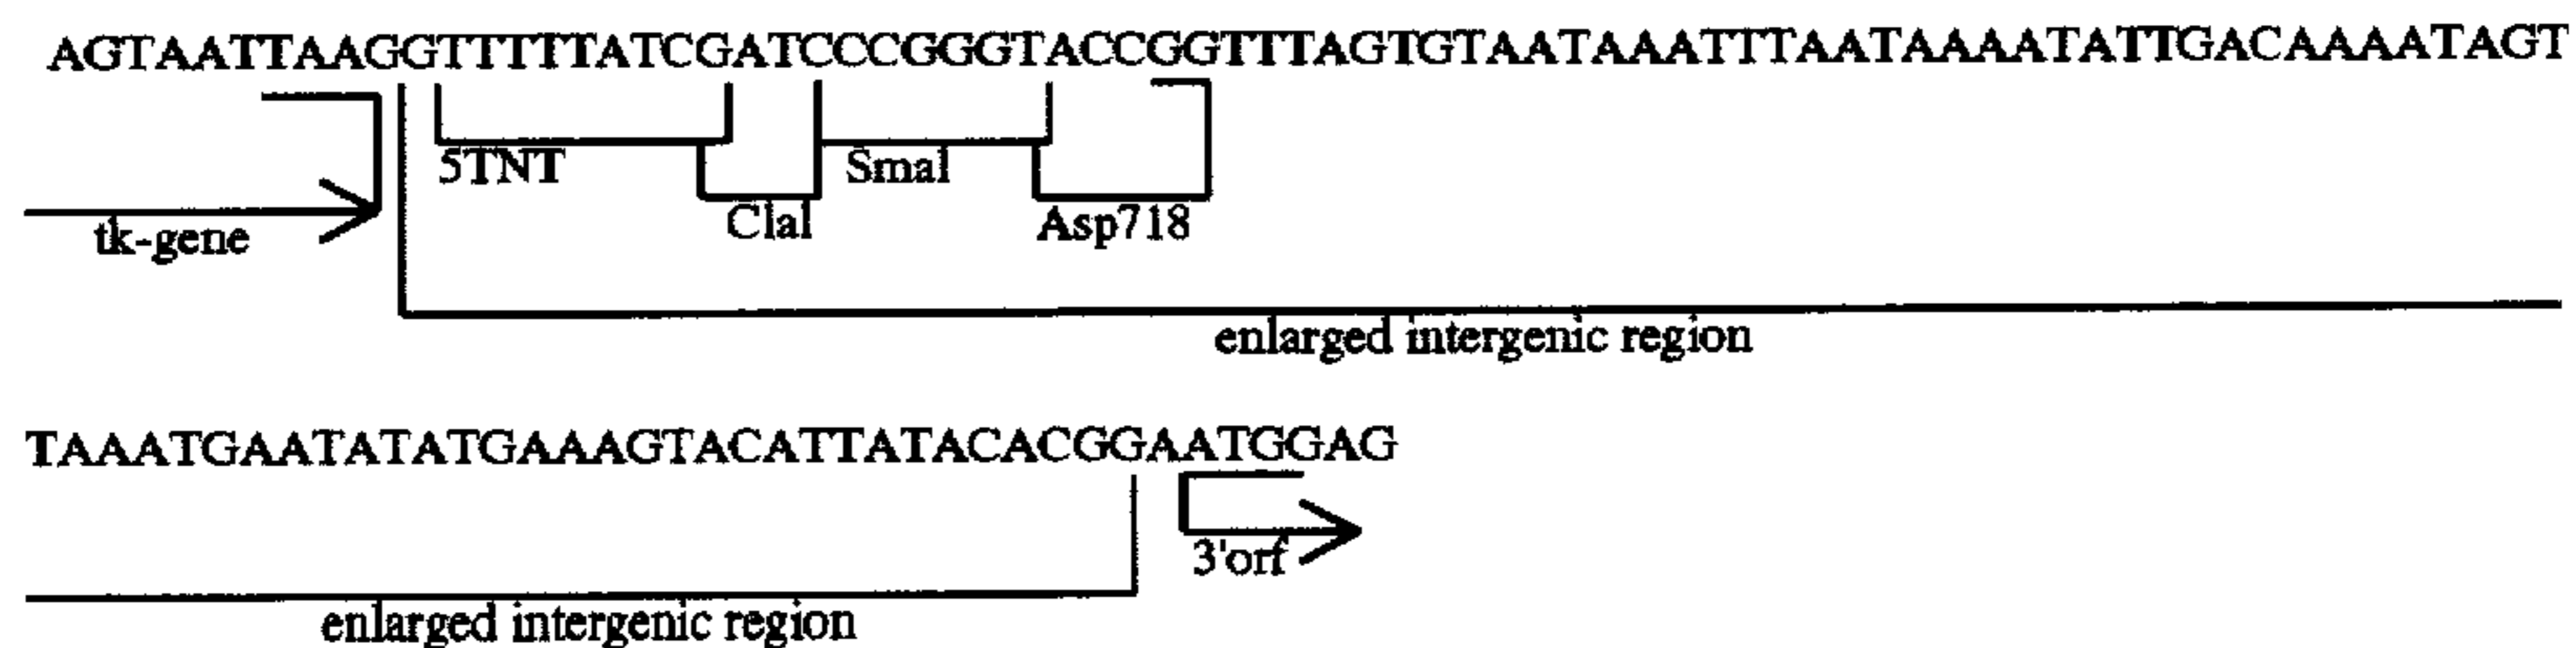 AGTAATTAAGGTTTTTATCGATCCCGGGTACCGGTTTAGTGTAATAAATTTAATAAAATATTGACAAAATAGT
5TNT
SmaI
tk-gene
ClaI
Asp718
enlarged intergenic region
TAAATGAATATATGAAAGTACATTATACACGGAATGGAG
3'orf
enlarged intergenic region